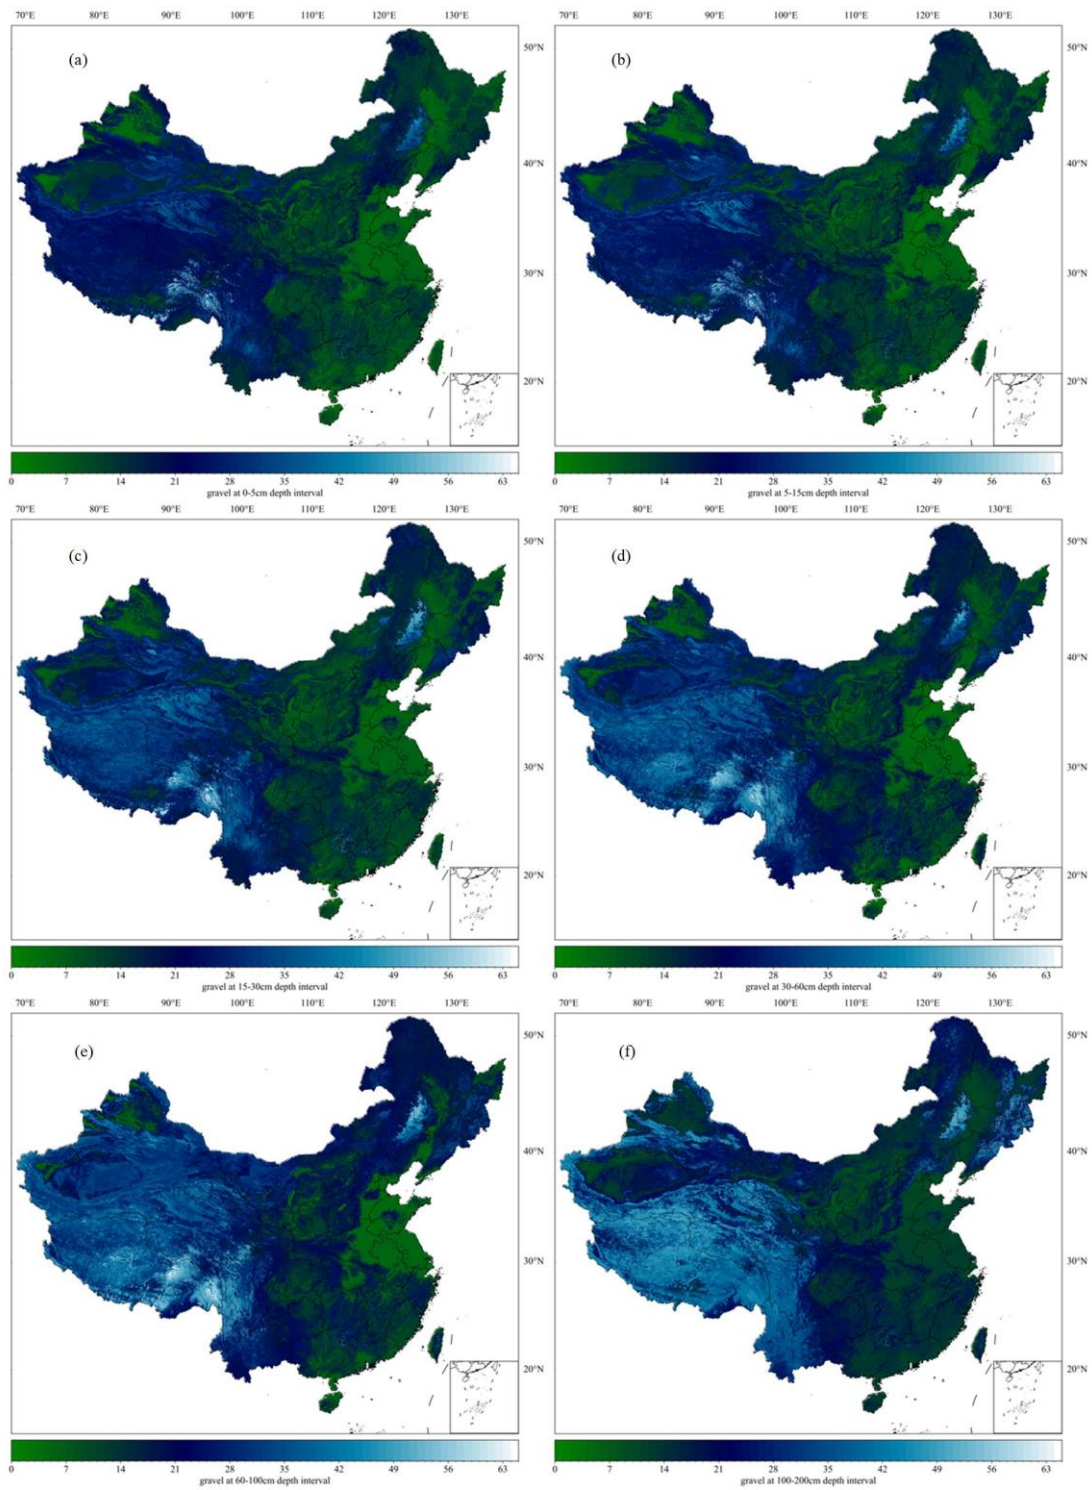 70°E 80°E 90°E 100°E 110°E 120°E 130°E 70°E 80°E 90°E 100°E 110°E 120°E 130°E
(a) (b)
50°N 50°N
40°N 40°N
30°N 30°N
20°N 20°N
0 7 14 21 28 35 42 49 56 63 0 7 14 21 28 35 42 49 56 63
gravel at 0-5cm depth interval gravel at 5-15cm depth interval
70°E 80°E 90°E 100°E 110°E 120°E 130°E 70°E 80°E 90°E 100°E 110°E 120°E 130°E
(c) (d)
50°N 50°N
40°N 40°N
30°N 30°N
20°N 20°N
0 7 14 21 28 35 42 49 56 63 0 7 14 21 28 35 42 49 56 63
gravel at 15-30cm depth interval gravel at 30-60cm depth interval
70°E 80°E 90°E 100°E 110°E 120°E 130°E 70°E 80°E 90°E 100°E 110°E 120°E 130°E
(e) (f)
50°N 50°N
40°N 40°N
30°N 30°N
20°N 20°N
0 7 14 21 28 35 42 49 56 63 0 7 14 21 28 35 42 49 56 63
gravel at 60-100cm depth interval gravel at 100-200cm depth interval